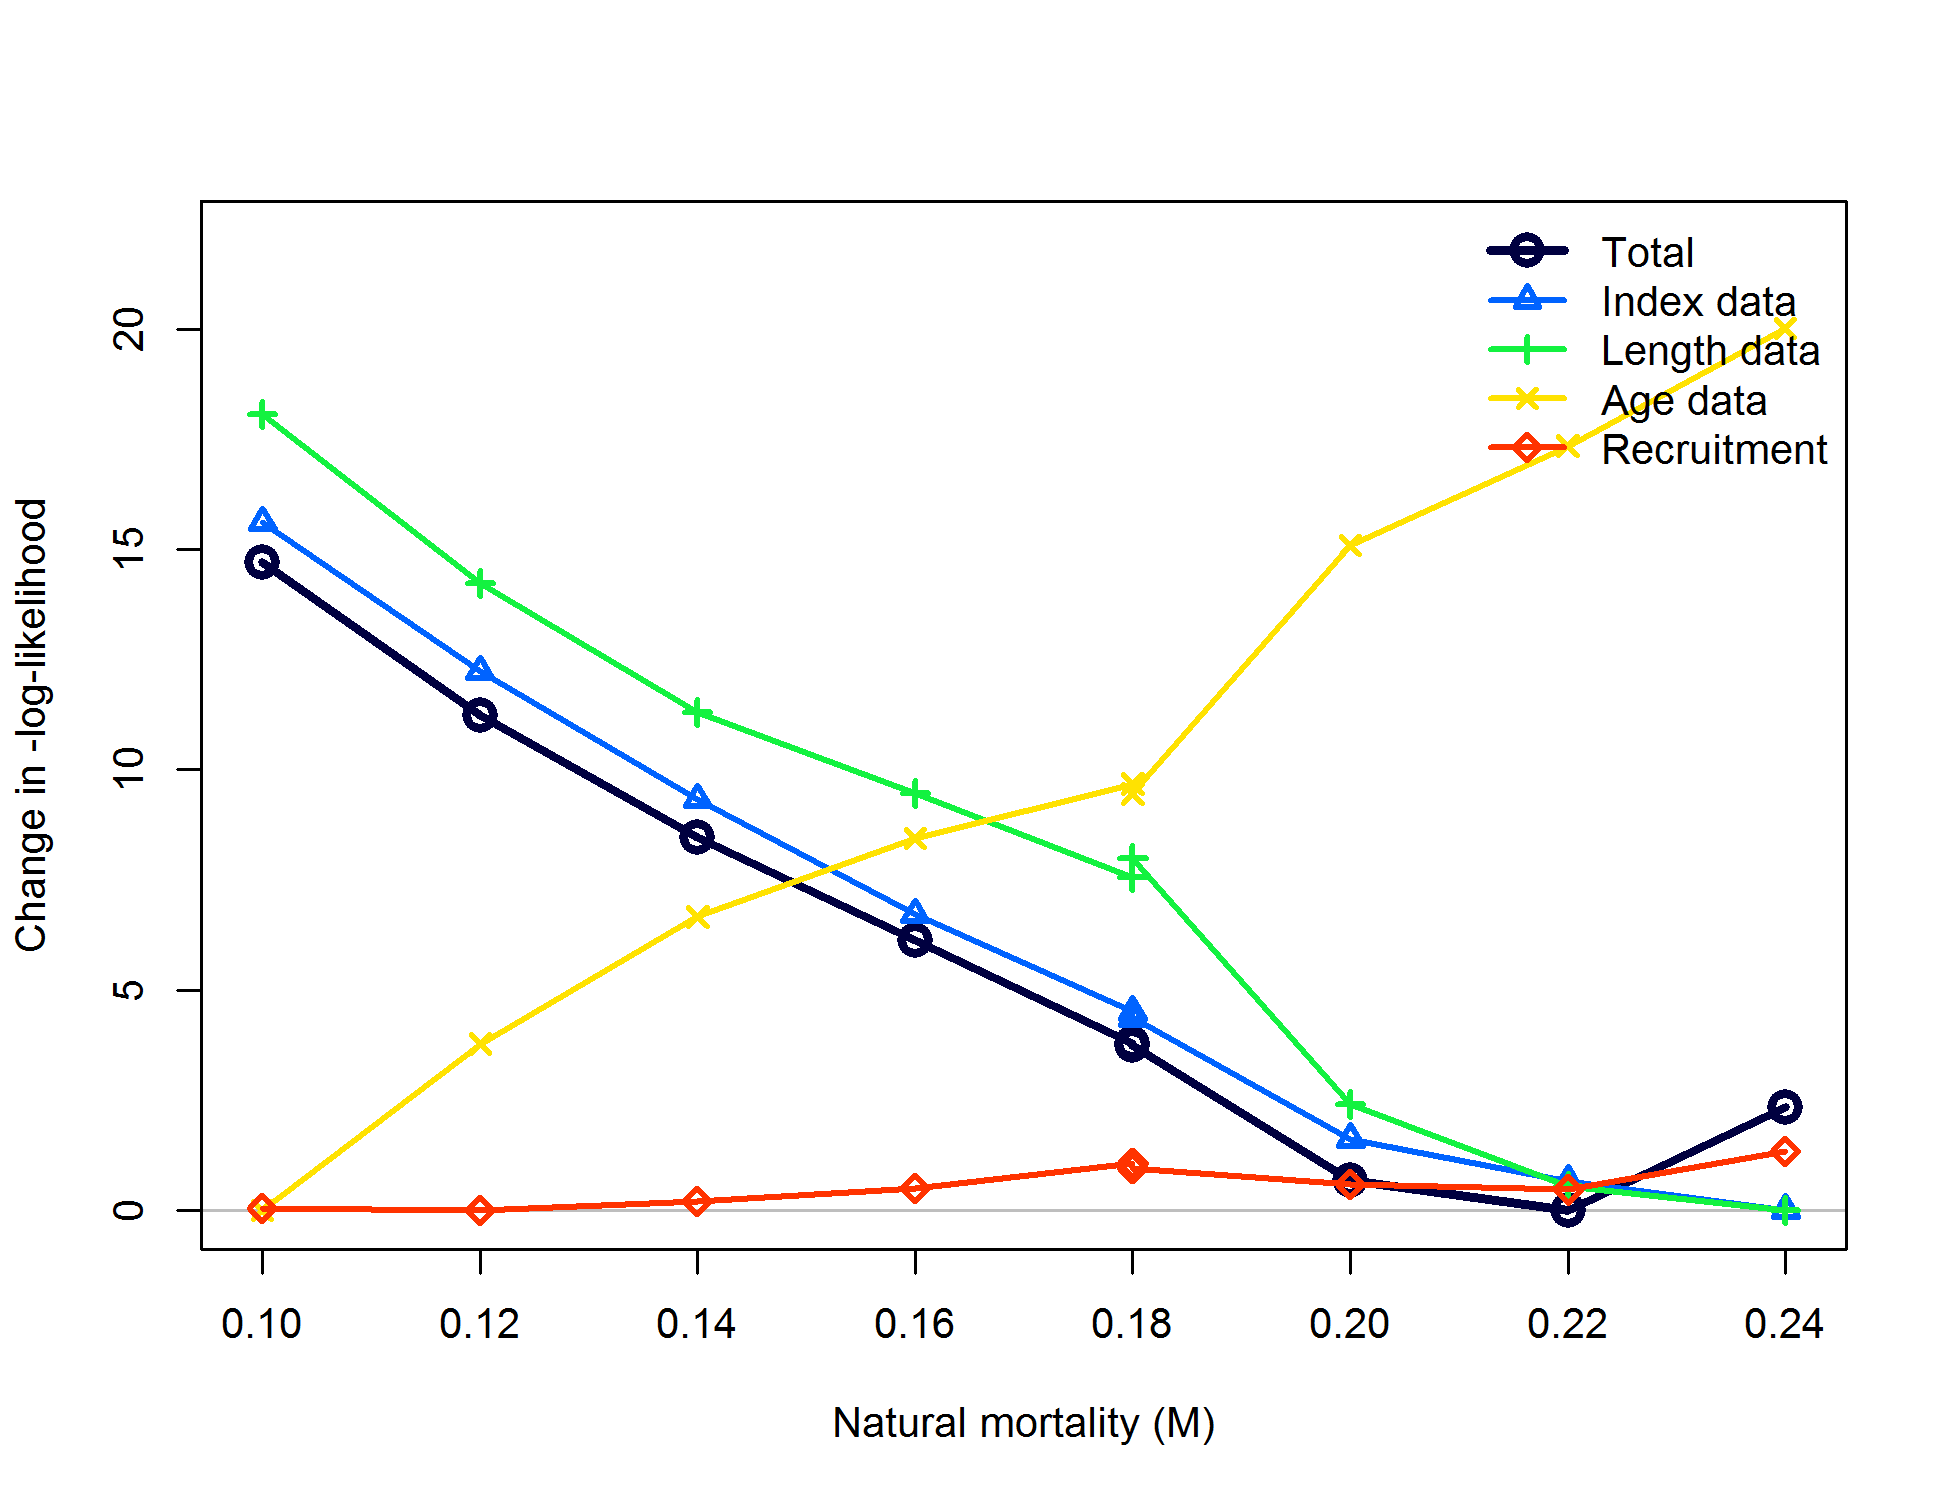 Total
Index data
Length data
Age data
Recruitment
20
15
10
5
0
Change in -log-likelihood
0.10 0.12 0.14 0.16 0.18 0.20 0.22 0.24
Natural mortality (M)